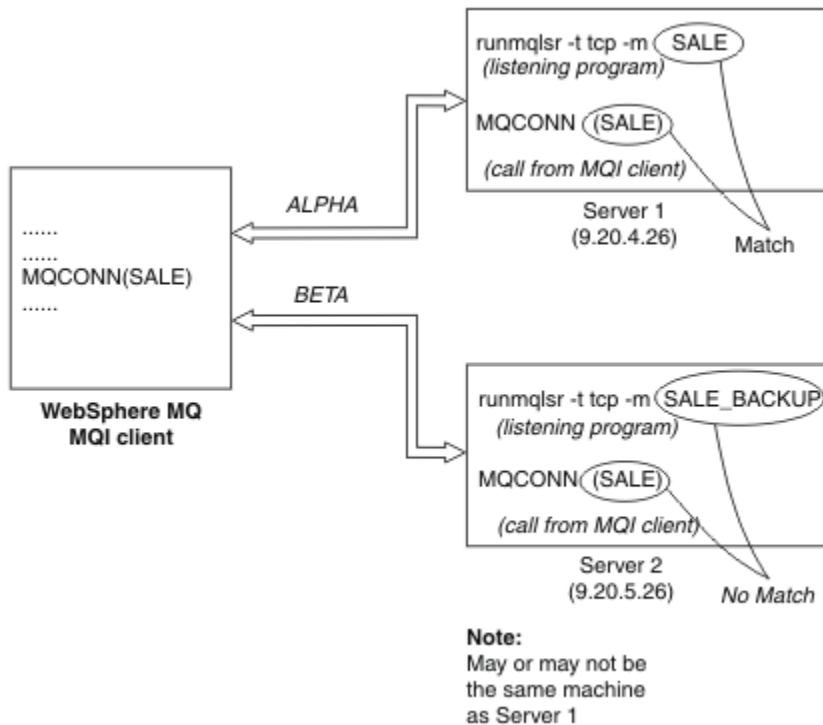 runmqlsr -t tcp -m SALE
(listening program)
MQCONN (SALE)
(call from MQI client)
Server 1
(9.20.4.26)
Match
ALPHA
......
......
MQCONN(SALE)
......
BETA
WebSphere MQ
MQI client
runmqlsr -t tcp -m SALE_BACKUP
(listening program)
MQCONN (SALE)
(call from MQI client)
Server 2
(9.20.5.26)
No Match
Note:
May or may not be
the same machine
as Server 1